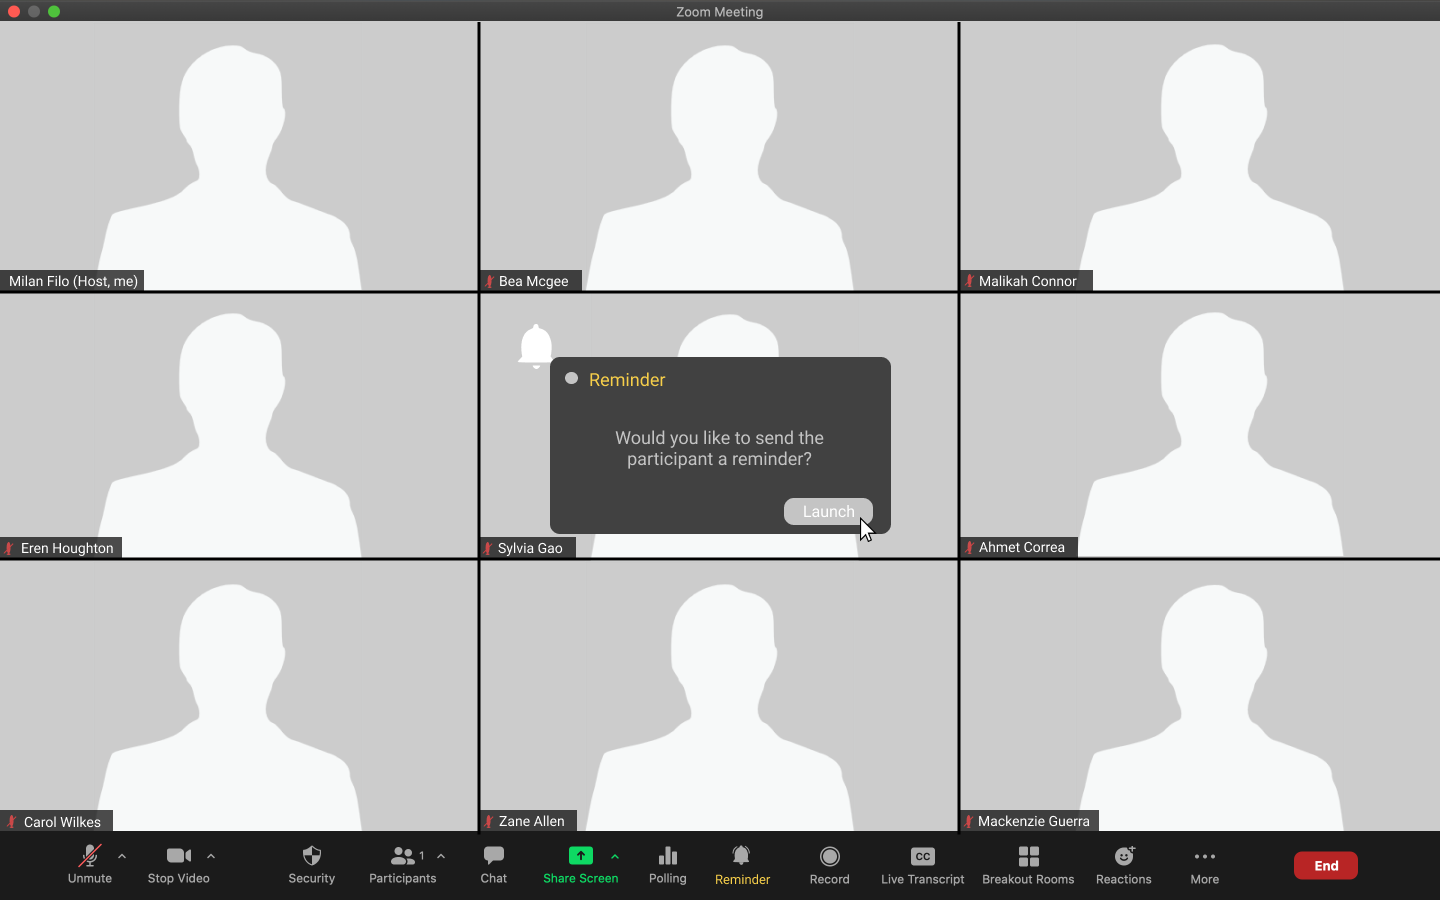 Zoom Meeting
Milan Filo (Host, me)
Bea Mcgee
Malikah Connor
Reminder
Would you like to send the
participant a reminder?
Launch
Eren Houghton
Sylvia Gao
Ahmet Correa
Carol Wilkes
Zane Allen
Mackenzie Guerra
1
CC
Unmute
Stop Video
Security
Participants
Chat
Share Screen
Polling
Reminder
Record
Live Transcript
Breakout Rooms
Reactions
More
End